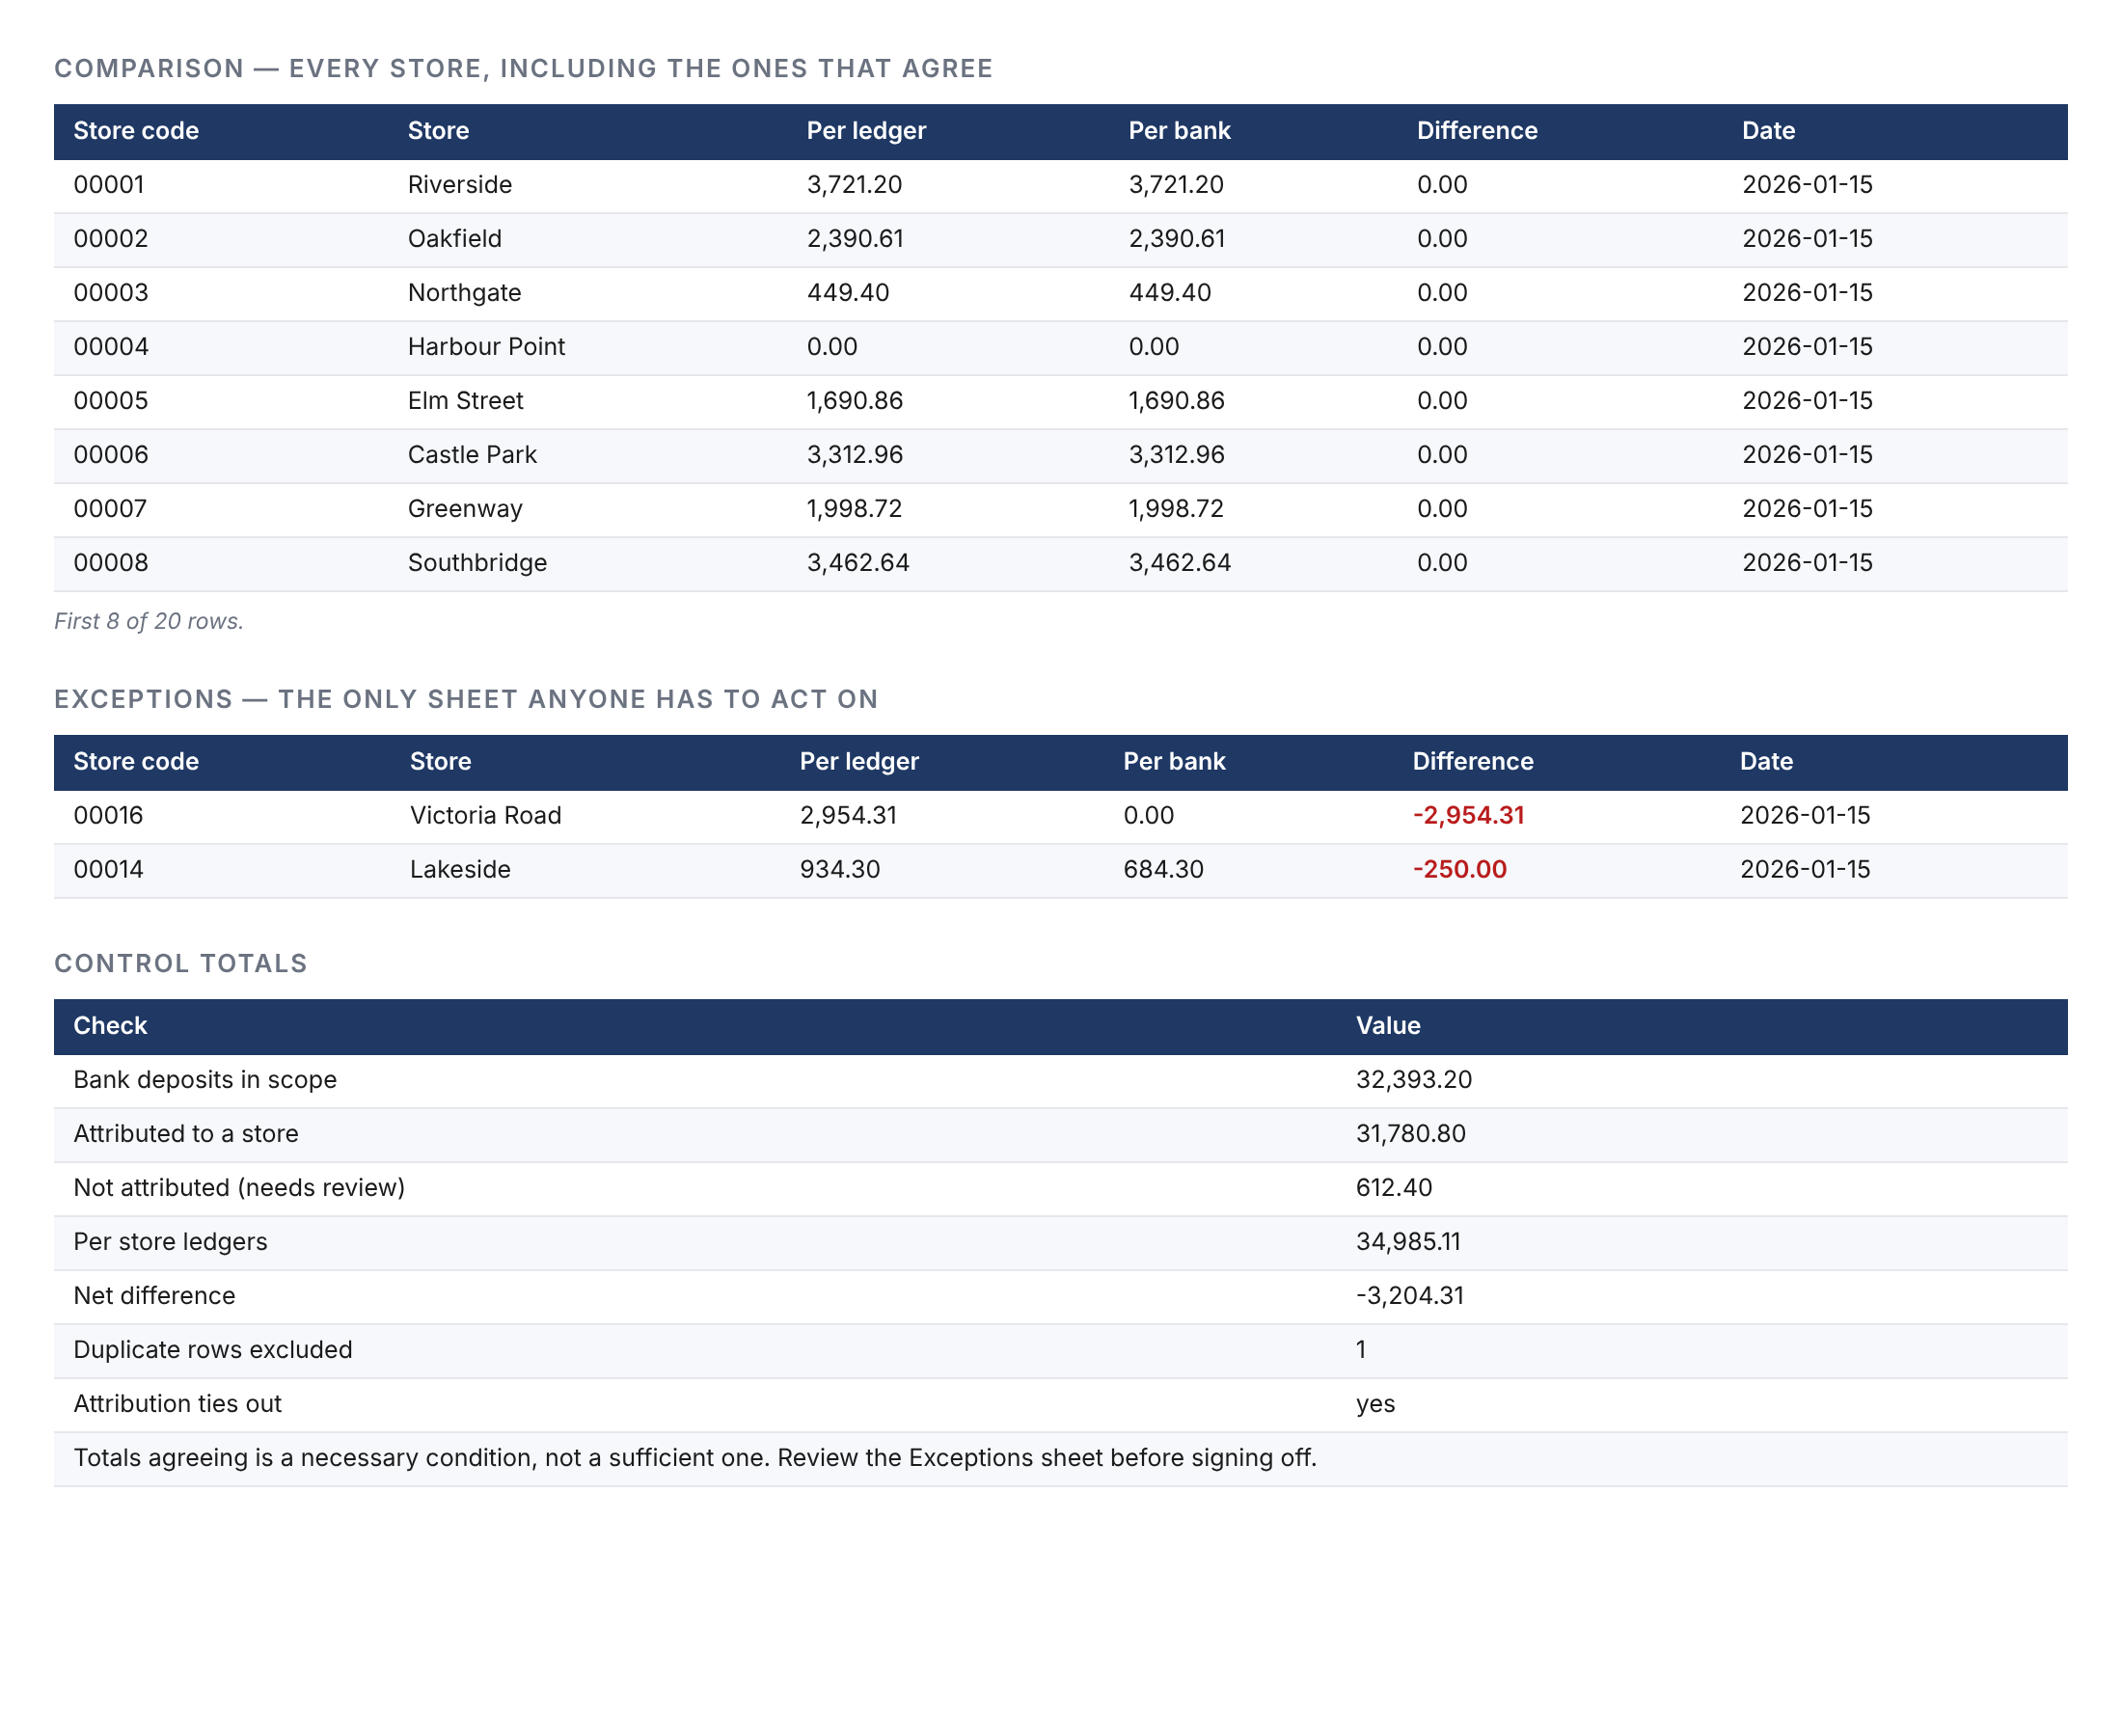 COMPARISON — EVERY STORE, INCLUDING THE ONES THAT AGREE
Store code Store Per ledger Per bank Difference Date
00001 Riverside 3,721.20 3,721.20 0.00 2026-01-15
00002 Oakfield 2,390.61 2,390.61 0.00 2026-01-15
00003 Northgate 449.40 449.40 0.00 2026-01-15
00004 Harbour Point 0.00 0.00 0.00 2026-01-15
00005 Elm Street 1,690.86 1,690.86 0.00 2026-01-15
00006 Castle Park 3,312.96 3,312.96 0.00 2026-01-15
00007 Greenway 1,998.72 1,998.72 0.00 2026-01-15
00008 Southbridge 3,462.64 3,462.64 0.00 2026-01-15
First 8 of 20 rows.
EXCEPTIONS — THE ONLY SHEET ANYONE HAS TO ACT ON
Store code Store Per ledger Per bank Difference Date
00016 Victoria Road 2,954.31 0.00 -2,954.31 2026-01-15
00014 Lakeside 934.30 684.30 -250.00 2026-01-15
CONTROL TOTALS
Check Value
Bank deposits in scope 32,393.20
Attributed to a store 31,780.80
Not attributed (needs review) 612.40
Per store ledgers 34,985.11
Net difference -3,204.31
Duplicate rows excluded 1
Attribution ties out yes
Totals agreeing is a necessary condition, not a sufficient one. Review the Exceptions sheet before signing off.